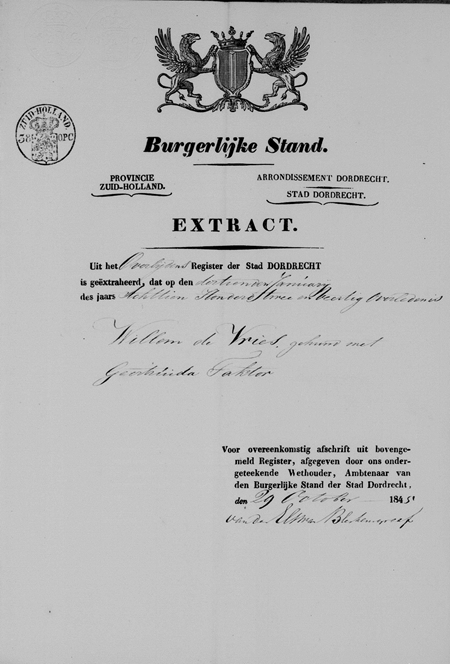 ZUID-HOLLAND
Burgerlijke Stand.
PROVINCIE
ZUID-HOLLAND.
ARRONDISSEMENT DORDRECHT.
STAD DORDRECHT.
EXTRACT.
Uit het Overlijdens Register der Stad DORDRECHT
is geëxtraheerd, dat op den dertienden Januarij
des jaars Achttien Honderd twee en Veertig Overleden is
Willem de Vries, gehuwd met
Geertruida
Voor overeenkomstig afschrift uit bovengemeld
Register, afgegeven door ons ondergeteekende
Wethouder, Ambtenaar van
den Burgerlijke Stand der Stad Dordrecht,
den 29 October 1845